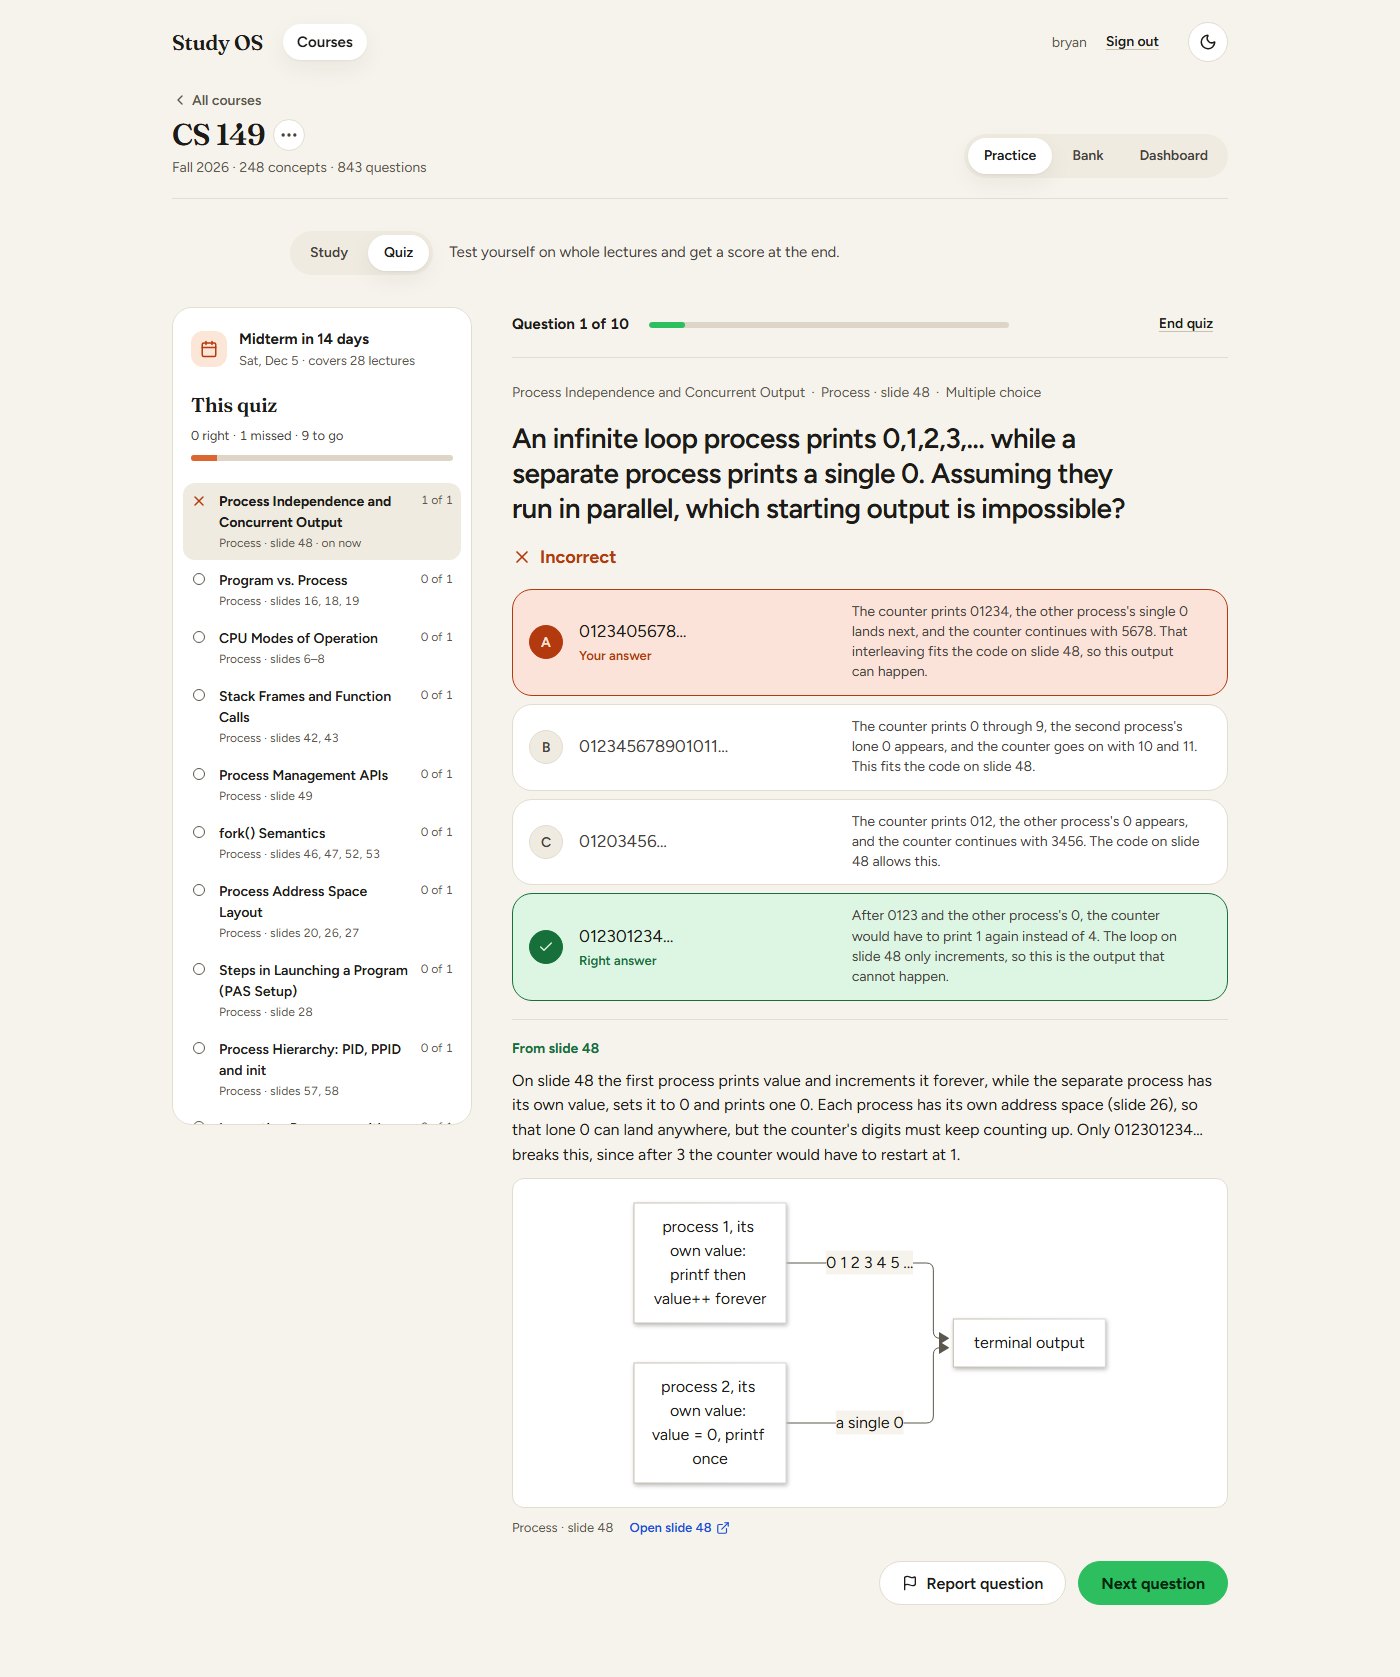 Study OS
Courses
bryan
Sign out
All courses
CS 149
Fall 2026 · 248 concepts · 843 questions
Practice
Bank
Dashboard
Study
Quiz
Test yourself on whole lectures and get a score at the end.
Midterm in 14 days
Sat, Dec 5 · covers 28 lectures
This quiz
0 right · 1 missed · 9 to go
Process Independence and
Concurrent Output
1 of 1
Process · slide 48 · on now
Program vs. Process
0 of 1
Process · slides 16, 18, 19
CPU Modes of Operation
0 of 1
Process · slides 6–8
Stack Frames and Function
Calls
0 of 1
Process · slides 42, 43
Process Management APIs
0 of 1
Process · slide 49
fork() Semantics
0 of 1
Process · slides 46, 47, 52, 53
Process Address Space
Layout
0 of 1
Process · slides 20, 26, 27
Steps in Launching a Program
(PAS Setup)
0 of 1
Process · slide 28
Process Hierarchy: PID, PPID
and init
0 of 1
Process · slides 57, 58
Question 1 of 10
End quiz
Process Independence and Concurrent Output · Process · slide 48 · Multiple choice
An infinite loop process prints 0,1,2,3,... while a
separate process prints a single 0. Assuming they
run in parallel, which starting output is impossible?
Incorrect
A
0123405678...
Your answer
The counter prints 01234, the other process's single 0
lands next, and the counter continues with 5678. That
interleaving fits the code on slide 48, so this output
can happen.
B
012345678901011...
The counter prints 0 through 9, the second process's
lone 0 appears, and the counter goes on with 10 and 11.
This fits the code on slide 48.
C
01203456...
The counter prints 012, the other process's 0 appears,
and the counter continues with 3456. The code on slide
48 allows this.
012301234...
Right answer
After 0123 and the other process's 0, the counter
would have to print 1 again instead of 4. The loop on
slide 48 only increments, so this is the output that
cannot happen.
From slide 48
On slide 48 the first process prints value and increments it forever, while the separate process has
its own value, sets it to 0 and prints one 0. Each process has its own address space (slide 26), so
that lone 0 can land anywhere, but the counter's digits must keep counting up. Only 012301234...
breaks this, since after 3 the counter would have to restart at 1.
process 1, its
own value:
printf then
value++ forever
0 1 2 3 4 5 ...
terminal output
process 2, its
own value:
value = 0, printf
once
a single 0
Process · slide 48
Open slide 48
Report question
Next question